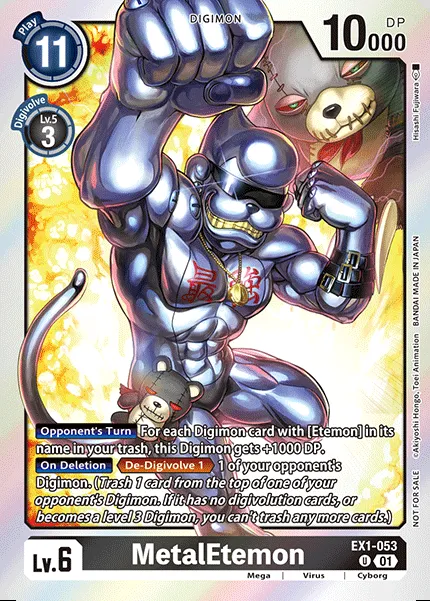 DIGIMON
Play
11
10000
DP
Digivolve
Lv.5
3
Hisashi Fujiwara
最強
©Akiyoshi Hongo, Toei Animation BANDAI MADE IN JAPAN
NOT FOR SALE
Opponent's Turn For each Digimon card with [Etemon] in its
name in your trash, this Digimon gets +1000 DP.
On Deletion De-Digivolve 1 1 of your opponent's
Digimon. (Trash 1 card from the top of one of your
opponent's Digimon. If it has no digivolution cards, or
becomes a level 3 Digimon, you can't trash any more cards.)
Lv.6
MetalEtemon
EX1-053
U 01
Mega Virus Cyborg